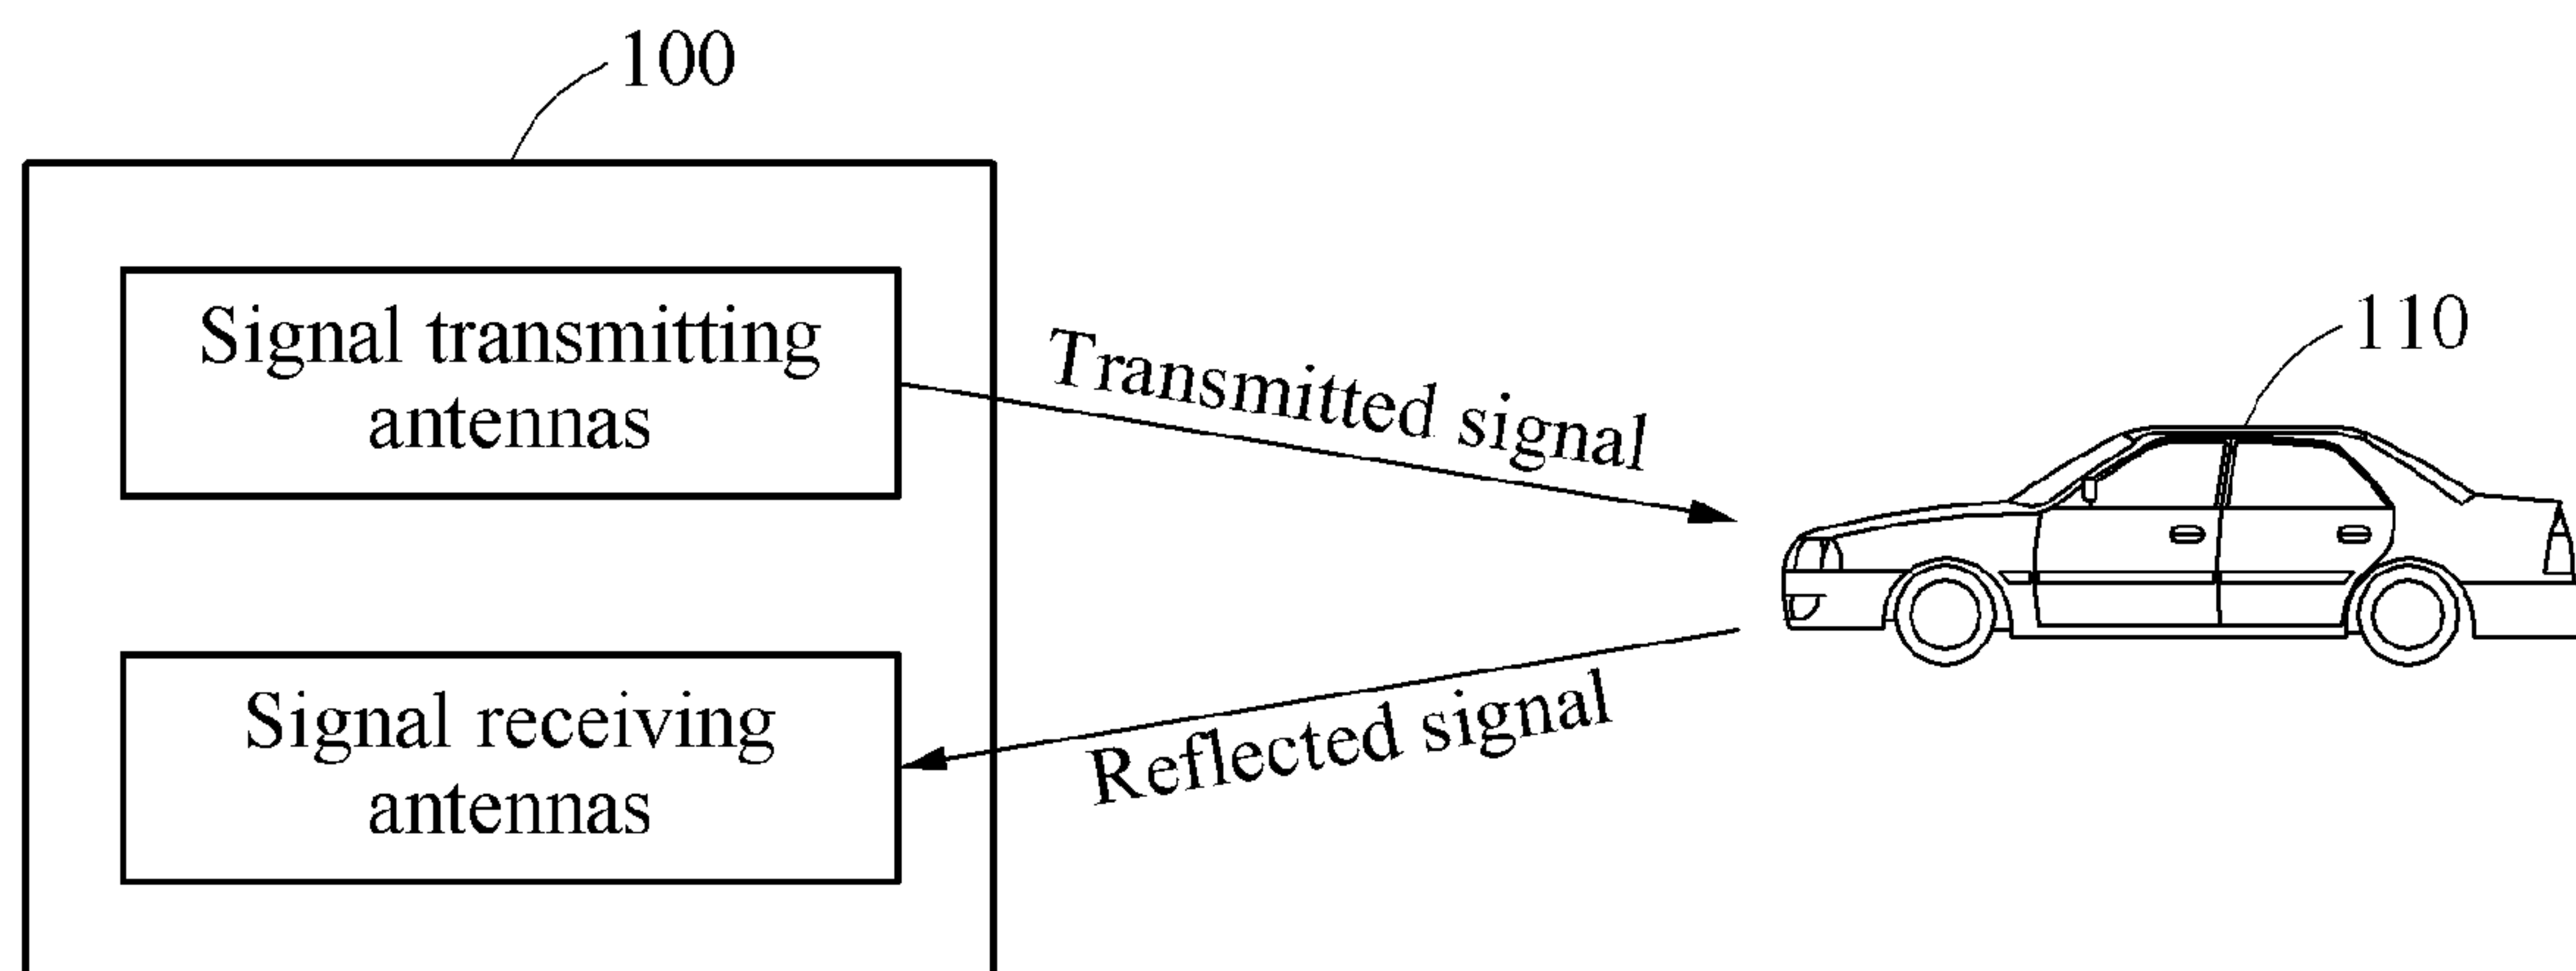 100
Signal transmitting
antennas
Transmitted signal
110
Signal receiving
antennas
Reflected signal